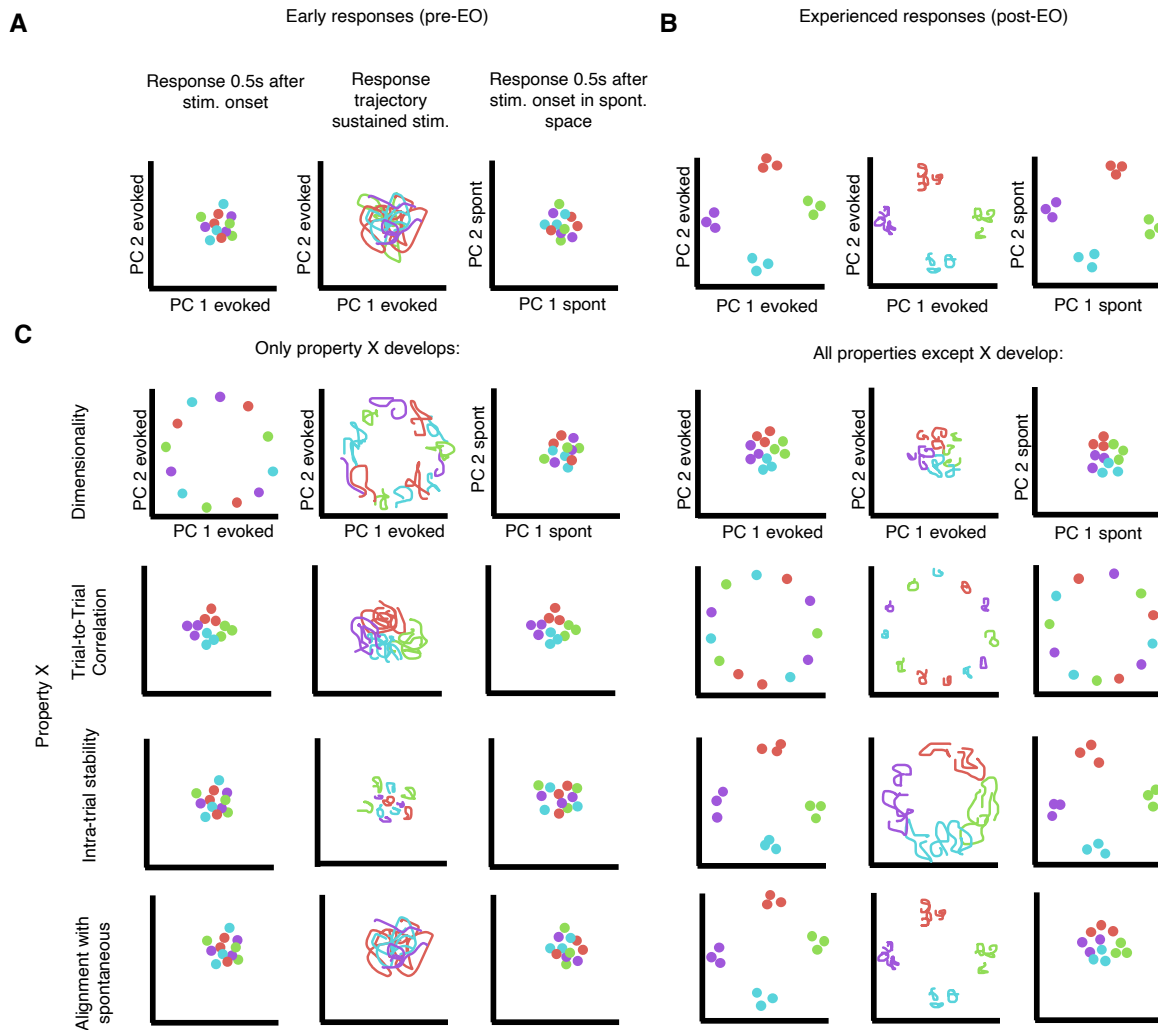 A
Early responses (pre-EO)
B
Experienced responses (post-EO)
Response 0.5s after
stim. onset
Response
trajectory
sustained stim.
Response 0.5s after
stim. onset in spont.
space
PC 2 evoked
PC 1 evoked
PC 2 evoked
PC 1 evoked
PC 2 spont
PC 1 spont
PC 2 evoked
PC 1 evoked
PC 2 evoked
PC 1 evoked
PC 2 spont
PC 1 spont
C
Only property X develops:
All properties except X develop:
Property X
Dimensionality
PC 2 evoked
PC 1 evoked
PC 2 evoked
PC 1 evoked
PC 2 spont
PC 1 spont
PC 2 evoked
PC 1 evoked
PC 2 evoked
PC 1 evoked
PC 2 spont
PC 1 spont
Trial-to-Trial
Correlation
Intra-trial stability
Alignment with
spontaneous